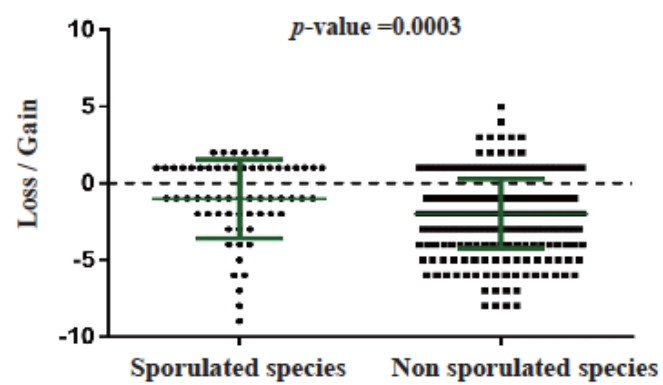 p-value =0.0003
Loss / Gain
10
5
0
-5
-10
Sporulated species
Non sporulated species